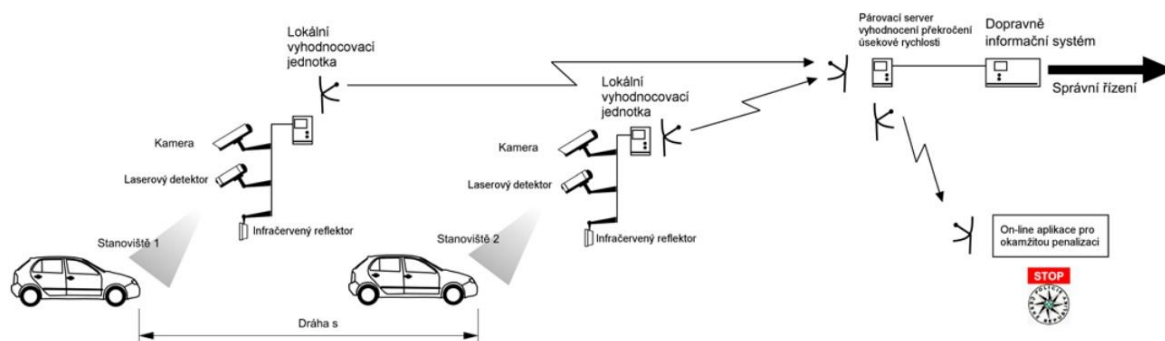 Lokální
vyhodnocovací
jednotka
Kamera
Laserový detektor
Infračervený reflektor
Stanoviště 1
Lokální
vyhodnocovací
jednotka
Kamera
Laserový detektor
Infračervený reflektor
Stanoviště 2
Dráha s
Párovací server
vyhodnocení překročení
úsekové rychlosti
Dopravně
informační systém
Správní řízení
On-line aplikace pro
okamžitou penalizaci
STOP